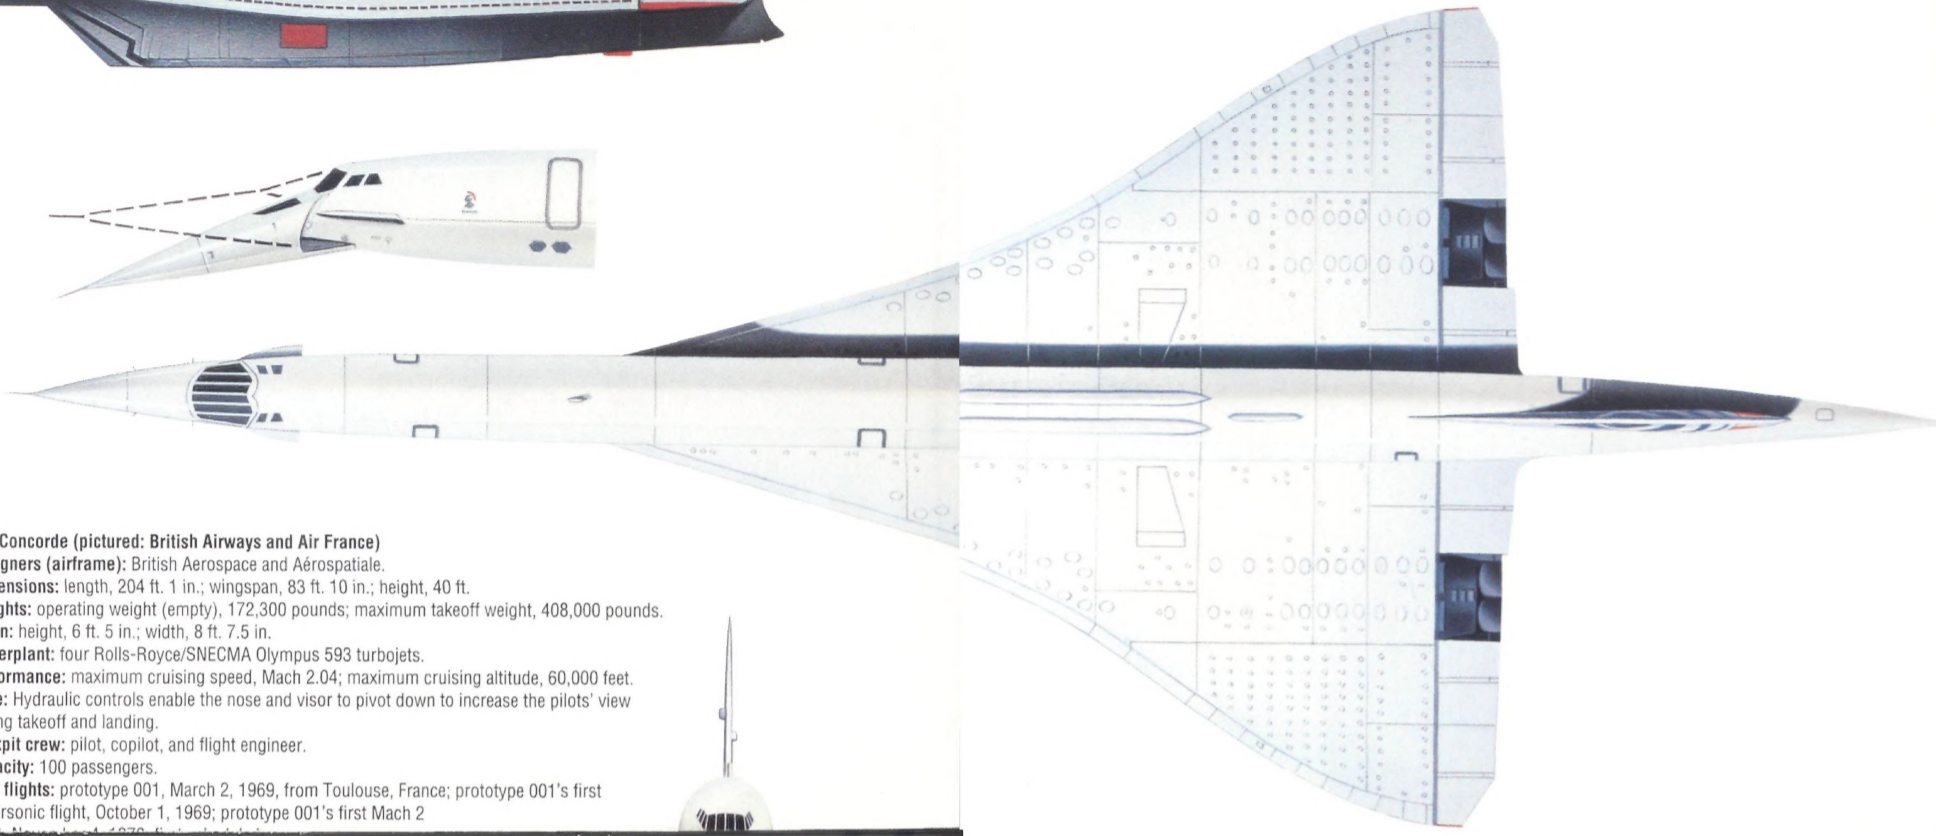 Concorde (pictured: British Airways and Air France)
gners (airframe): British Aerospace and Aérospatiale.
ensions: length, 204 ft. 1 in.; wingspan, 83 ft. 10 in.; height, 40 ft.
ghts: operating weight (empty), 172,300 pounds; maximum takeoff weight, 408,000 pounds.
n: height, 6 ft. 5 in.; width, 8 ft. 7.5 in.
erplant: four Rolls-Royce/SNECMA Olympus 593 turbojets.
ormance: maximum cruising speed, Mach 2.04; maximum cruising altitude, 60,000 feet.
e: Hydraulic controls enable the nose and visor to pivot down to increase the pilots' view
ng takeoff and landing.
pit crew: pilot, copilot, and flight engineer.
acity: 100 passengers.
flights: prototype 001, March 2, 1969, from Toulouse, France; prototype 001's first
rsonic flight, October 1, 1969; prototype 001's first Mach 2